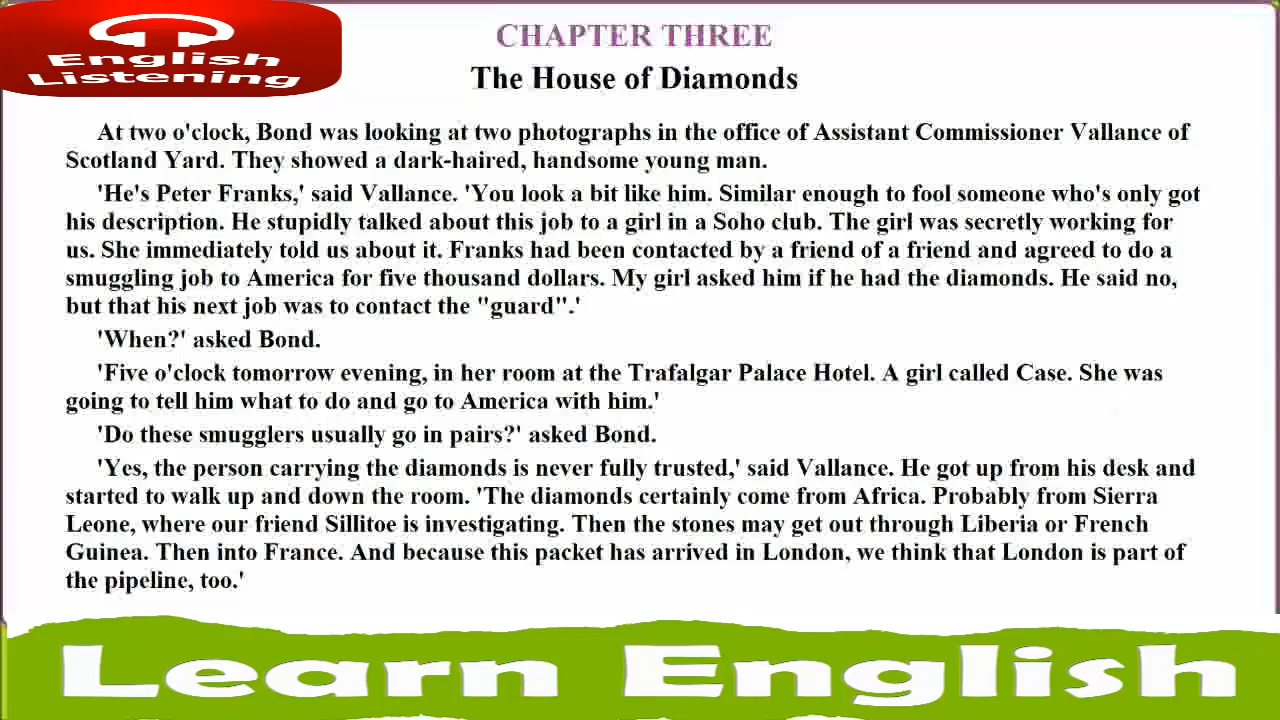 English
Listening
CHAPTER THREE
The House of Diamonds
At two o'clock, Bond was looking at two photographs in the office of Assistant Commissioner Vallance of
Scotland Yard. They showed a dark-haired, handsome young man.
'He's Peter Franks,' said Vallance. 'You look a bit like him. Similar enough to fool someone who's only got
his description. He stupidly talked about this job to a girl in a Soho club. The girl was secretly working for
us. She immediately told us about it. Franks had been contacted by a friend of a friend and agreed to do a
smuggling job to America for five thousand dollars. My girl asked him if he had the diamonds. He said no,
but that his next job was to contact the "guard".'
'When?' asked Bond.
'Five o'clock tomorrow evening, in her room at the Trafalgar Palace Hotel. A girl called Case. She was
going to tell him what to do and go to America with him.'
'Do these smugglers usually go in pairs?' asked Bond.
'Yes, the person carrying the diamonds is never fully trusted,' said Vallance. He got up from his desk and
started to walk up and down the room. 'The diamonds certainly come from Africa. Probably from Sierra
Leone, where our friend Sillitoe is investigating. Then the stones may get out through Liberia or French
Guinea. Then into France. And because this packet has arrived in London, we think that London is part of
the pipeline, too.'
Learn English